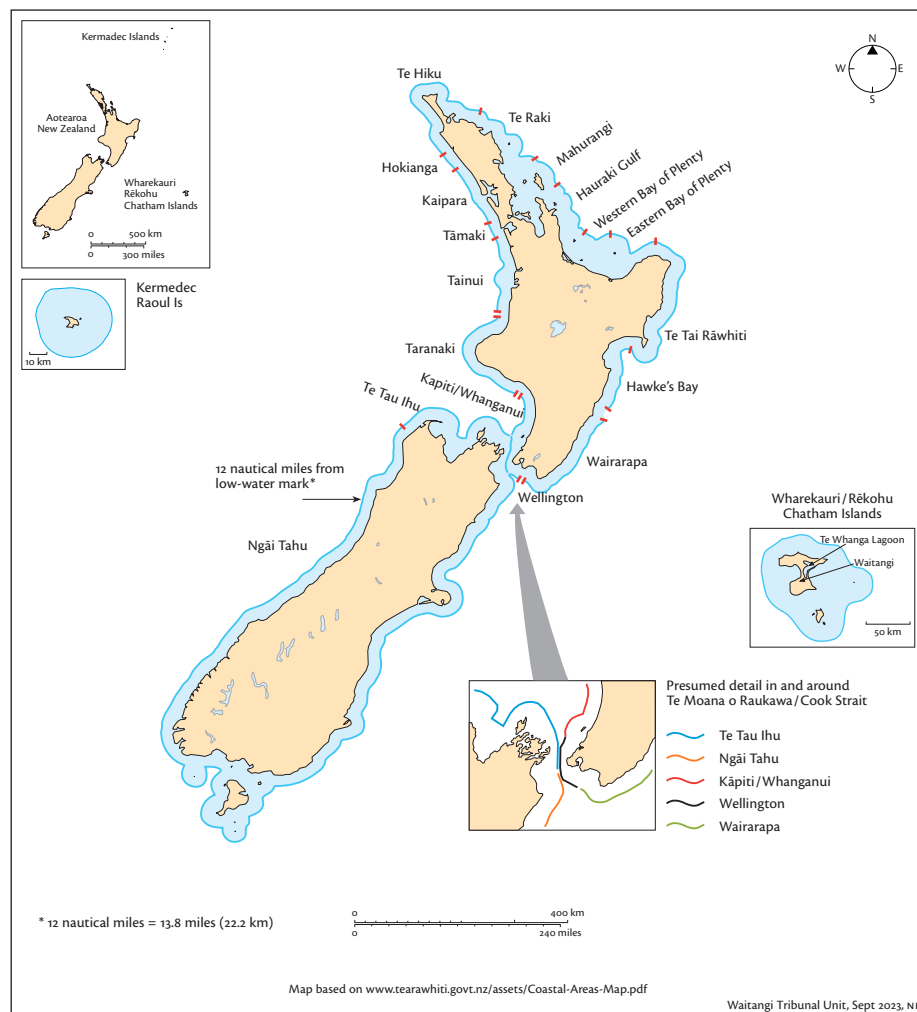 Kermadec Islands
Aotearoa
New Zealand
Wharekauri
Rēkohu
Chatham Islands
0 500 km
0 300 miles
Kermedec
Raoul Is
10 km
N
W E
S
Te Hiku
Te Raki
Mahurangi
Hauraki Gulf
Western Bay of Plenty
Eastern Bay of Plenty
Hokianga
Kaipara
Tāmaki
Tainui
Taranaki
Te Tai Rāwhiti
Hawke's Bay
Kapiti/Whanganui
Te Tau Ihu
Wairarapa
Wellington
12 nautical miles from
low-water mark*
Ngāi Tahu
Wharekauri/Rēkohu
Chatham Islands
Te Whanga Lagoon
Waitangi
50 km
Presumed detail in and around
Te Moana o Raukawa/Cook Strait
Te Tau Ihu
Ngāi Tahu
Kāpiti/Whanganui
Wellington
Wairarapa
* 12 nautical miles = 13.8 miles (22.2 km)
0 400 km
0 240 miles
Map based on www.tearawhiti.govt.nz/assets/Coastal-Areas-Map.pdf
Waitangi Tribunal Unit, Sept 2023,